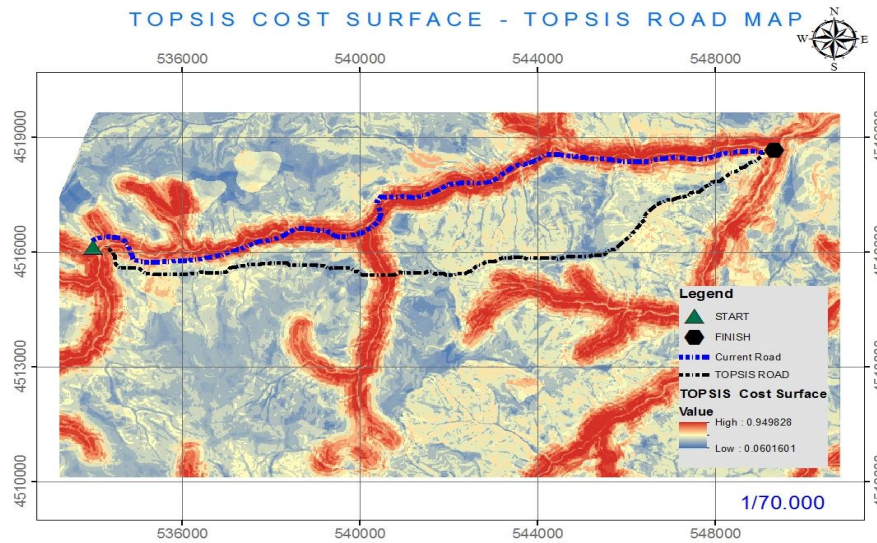 TOPSIS COST SURFACE - TOPSIS ROAD MAP
N
W E
S
536000 540000 544000 548000
4519000
4516000
4513000
4510000
Legend
START
FINISH
Current Road
TOPSIS ROAD
TOPSIS Cost Surface
Value
High : 0.949828
Low : 0.0601601
1/70.000
536000 540000 544000 548000